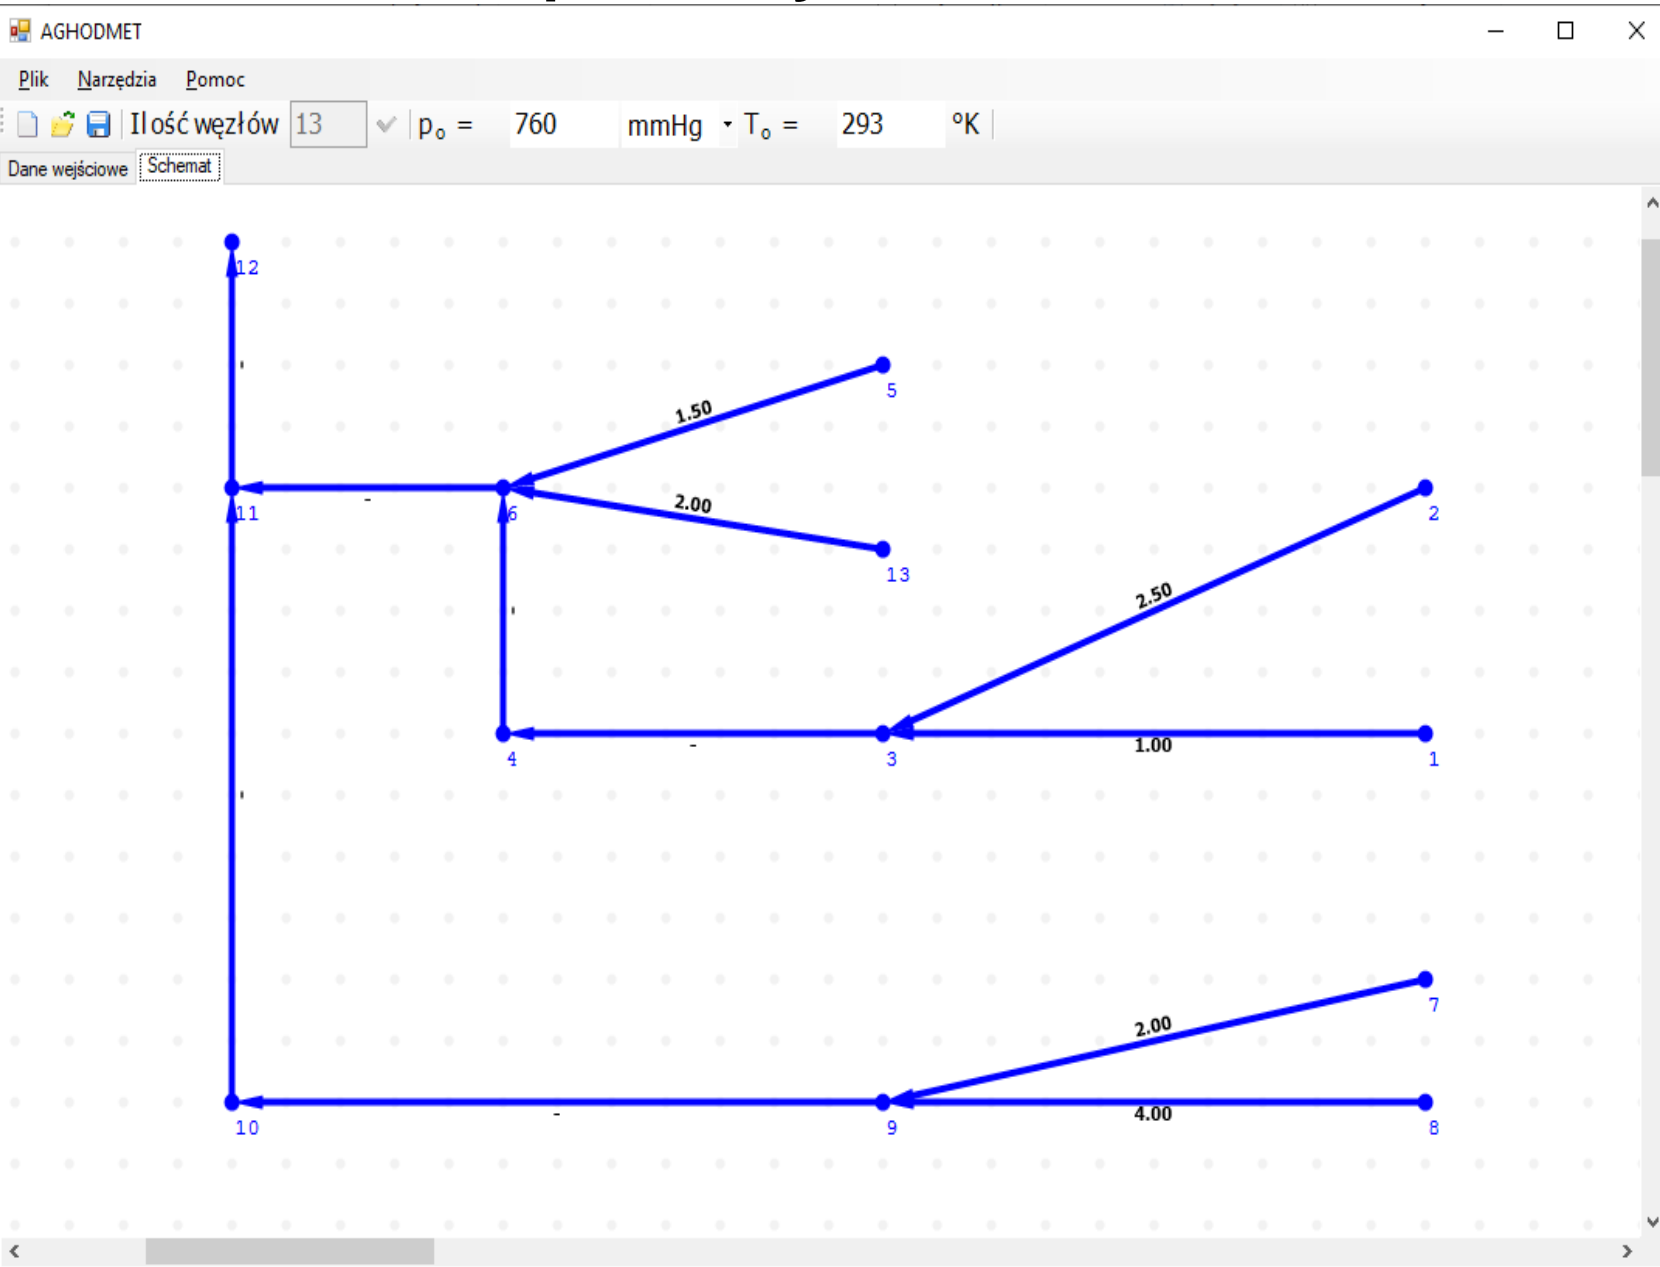 AGHODMET
Plik Narzędzia Pomoc
Ilość węzłów 13 po = 760 mmHg To = 293 °K
Dane wejściowe Schemat
12
5
1.50
11 - 6 2.00 2
13
2.50
4 - 3 1.00 1
7
2.00
10 - 9 4.00 8